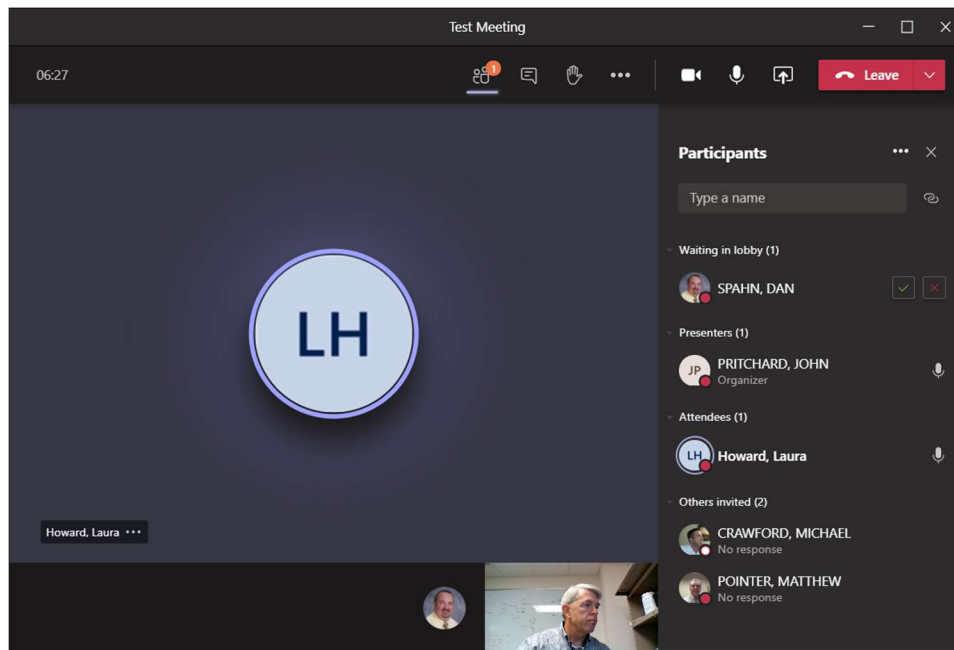 Test Meeting
06:27
1
Leave
LH
Howard, Laura •••
Participants
Type a name
Waiting in lobby (1)
SPAHN, DAN
Presenters (1)
JP
PRITCHARD, JOHN
Organizer
Attendees (1)
LH
Howard, Laura
Others invited (2)
CRAWFORD, MICHAEL
No response
POINTER, MATTHEW
No response